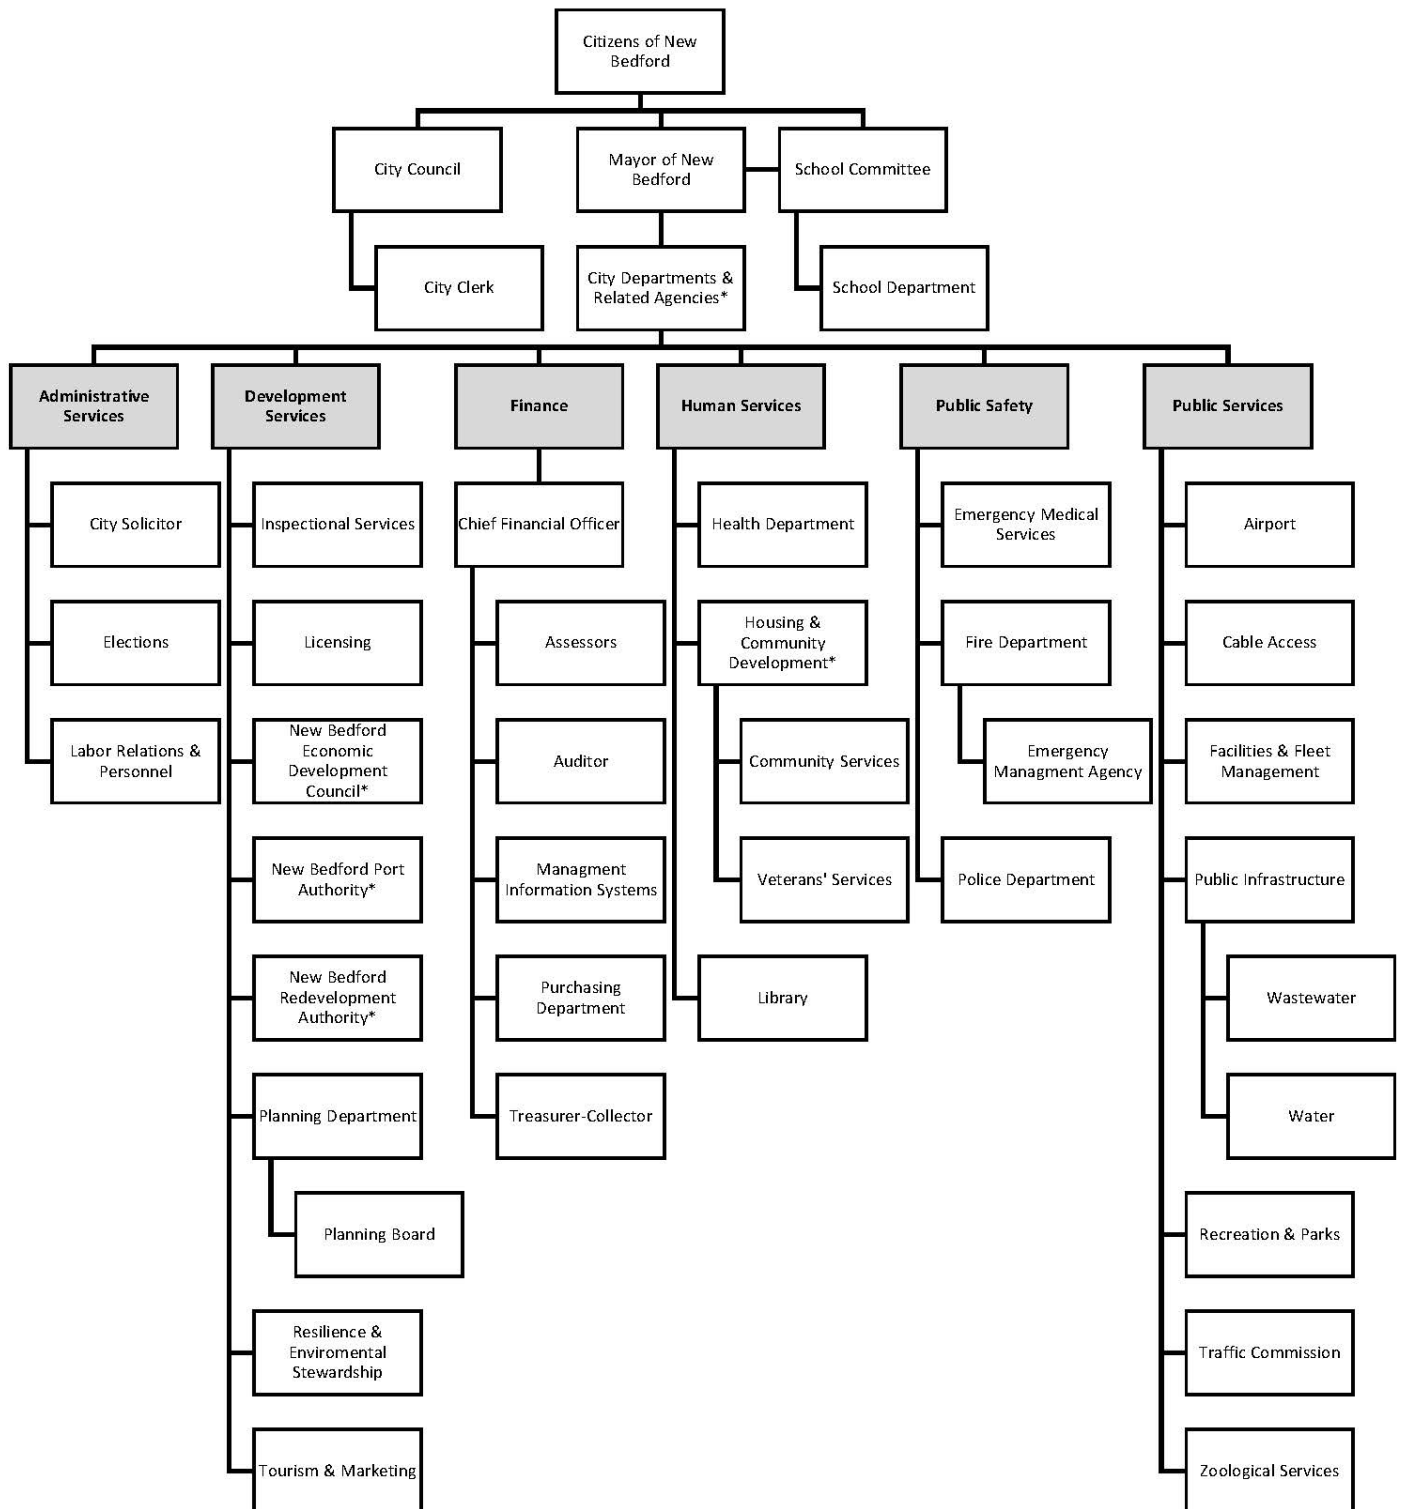 Citizens of New
Bedford
City Council
Mayor of New
Bedford
School Committee
City Clerk
City Departments &
Related Agencies*
School Department
Administrative
Services
Development
Services
Finance
Human Services
Public Safety
Public Services
City Solicitor
Inspectional Services
Chief Financial Officer
Health Department
Emergency Medical
Services
Airport
Elections
Licensing
Assessors
Housing &
Community
Development*
Fire Department
Cable Access
Labor Relations &
Personnel
New Bedford
Economic
Development
Council*
Auditor
Community Services
Emergency
Managment Agency
Facilities & Fleet
Management
New Bedford Port
Authority*
Managment
Information Systems
Veterans' Services
Police Department
Public Infrastructure
New Bedford
Redevelopment
Authority*
Purchasing
Department
Library
Wastewater
Planning Department
Treasurer-Collector
Water
Planning Board
Recreation & Parks
Resilience &
Enviromental
Stewardship
Traffic Commission
Tourism & Marketing
Zoological Services